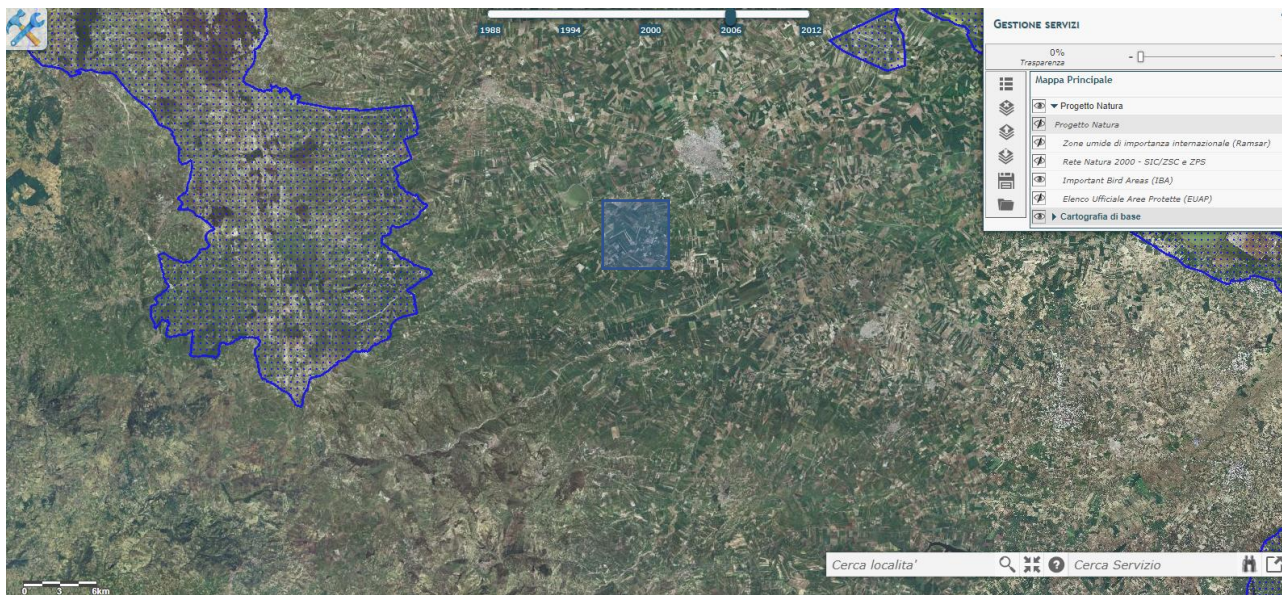 GESTIONE SERVIZI
1988 1994 2000 2006 2012
0%
Trasparenza
- 
Mappa Principale
Progetto Natura
Progetto Natura
Zone umide di importanza internazionale (Ramsar)
Rete Natura 2000 - SIC/ZSC e ZPS
Important Bird Areas (IBA)
Elenco Ufficiale Aree Protette (EUAP)
Cartografia di base
Cerca localita'
Cerca Servizio
0 3 6km